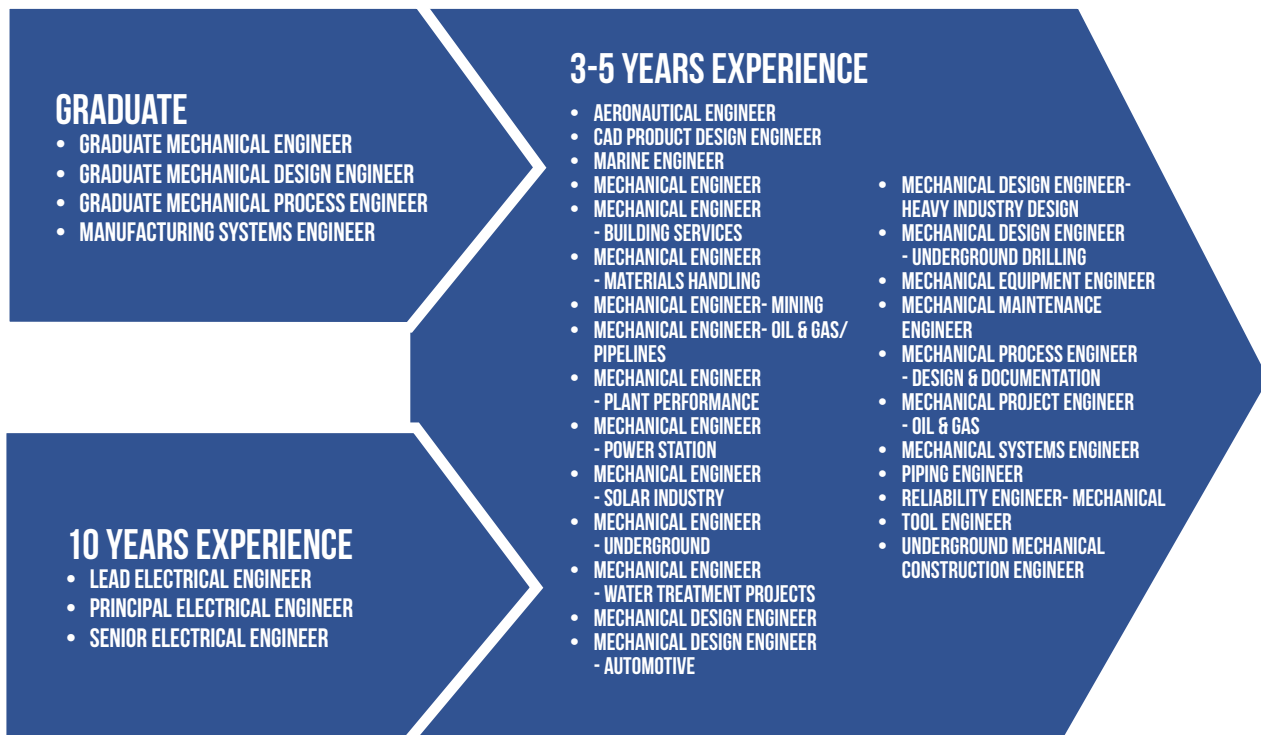 GRADUATE
• GRADUATE MECHANICAL ENGINEER
• GRADUATE MECHANICAL DESIGN ENGINEER
• GRADUATE MECHANICAL PROCESS ENGINEER
• MANUFACTURING SYSTEMS ENGINEER
3-5 YEARS EXPERIENCE
• AERONAUTICAL ENGINEER
• CAD PRODUCT DESIGN ENGINEER
• MARINE ENGINEER
• MECHANICAL ENGINEER
• MECHANICAL ENGINEER
- BUILDING SERVICES
• MECHANICAL ENGINEER
- MATERIALS HANDLING
• MECHANICAL ENGINEER- MINING
• MECHANICAL ENGINEER- OIL & GAS/
PIPELINES
• MECHANICAL ENGINEER
- PLANT PERFORMANCE
• MECHANICAL ENGINEER
- POWER STATION
• MECHANICAL ENGINEER
- SOLAR INDUSTRY
• MECHANICAL ENGINEER
- UNDERGROUND
• MECHANICAL ENGINEER
- WATER TREATMENT PROJECTS
• MECHANICAL DESIGN ENGINEER
• MECHANICAL DESIGN ENGINEER
- AUTOMOTIVE
• MECHANICAL DESIGN ENGINEER-
HEAVY INDUSTRY DESIGN
• MECHANICAL DESIGN ENGINEER
- UNDERGROUND DRILLING
• MECHANICAL EQUIPMENT ENGINEER
• MECHANICAL MAINTENANCE
ENGINEER
• MECHANICAL PROCESS ENGINEER
- DESIGN & DOCUMENTATION
• MECHANICAL PROJECT ENGINEER
- OIL & GAS
• MECHANICAL SYSTEMS ENGINEER
• PIPING ENGINEER
• RELIABILITY ENGINEER- MECHANICAL
• TOOL ENGINEER
• UNDERGROUND MECHANICAL
CONSTRUCTION ENGINEER
10 YEARS EXPERIENCE
• LEAD ELECTRICAL ENGINEER
• PRINCIPAL ELECTRICAL ENGINEER
• SENIOR ELECTRICAL ENGINEER